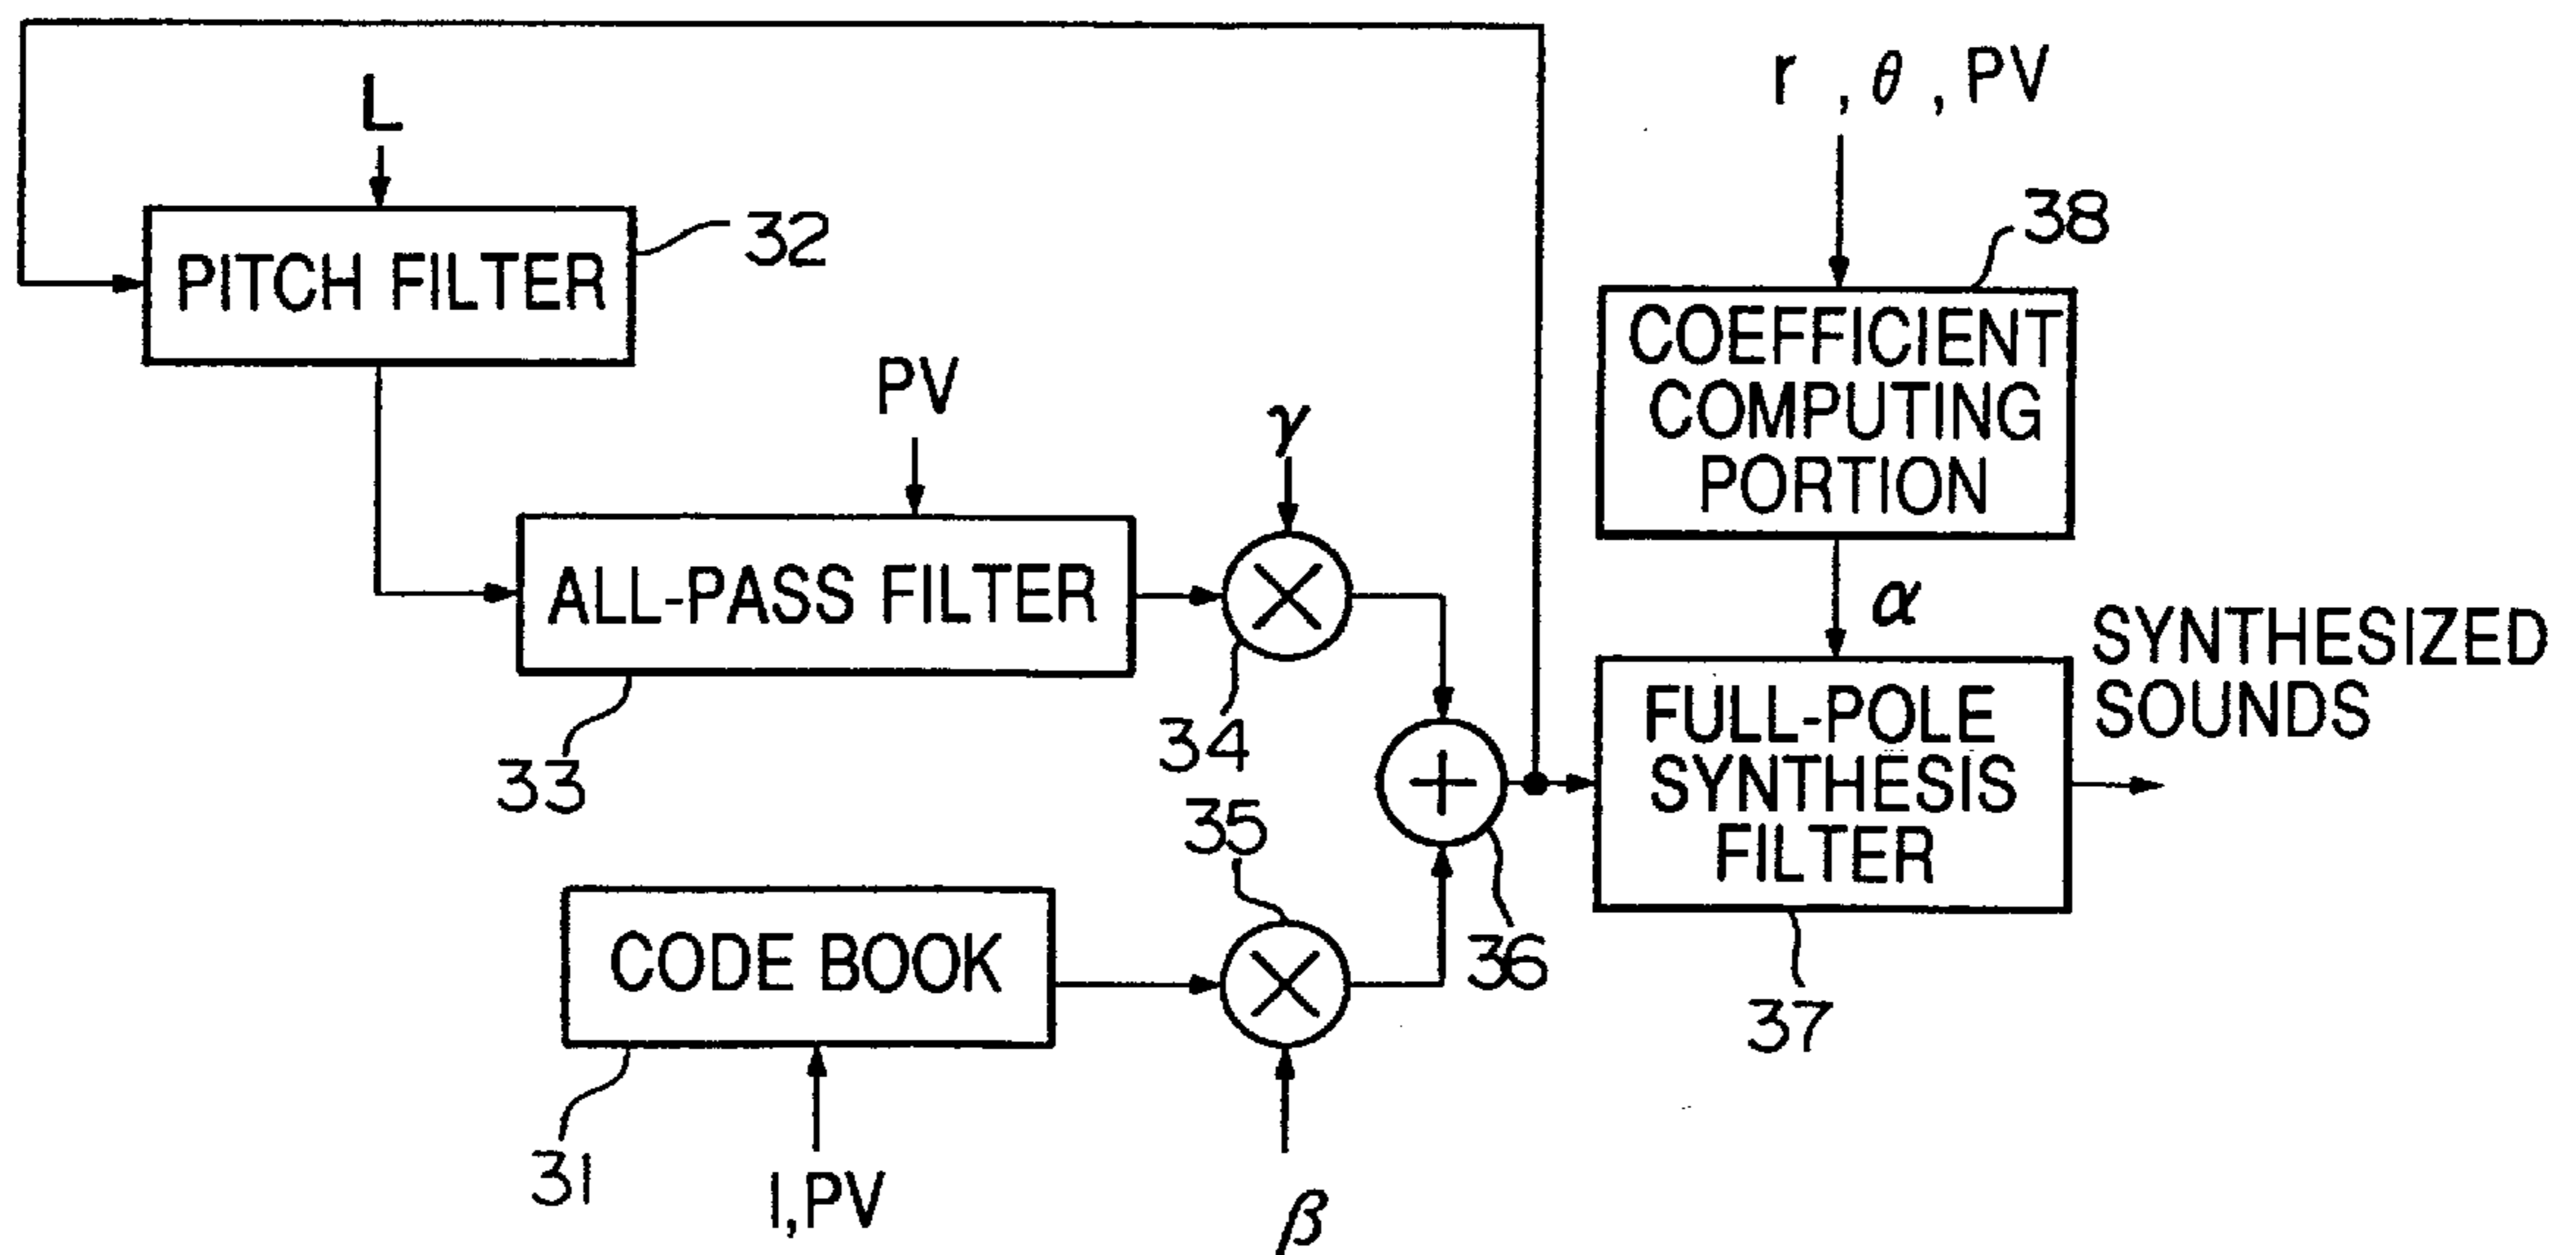 L
r , θ , PV
32
38
PITCH FILTER
COEFFICIENT
COMPUTING
PORTION
PV
γ
ALL-PASS FILTER
α
SYNTHESIZED
SOUNDS
33
34
FULL-POLE
SYNTHESIS
FILTER
35
CODE BOOK
36
37
31
I,PV
β